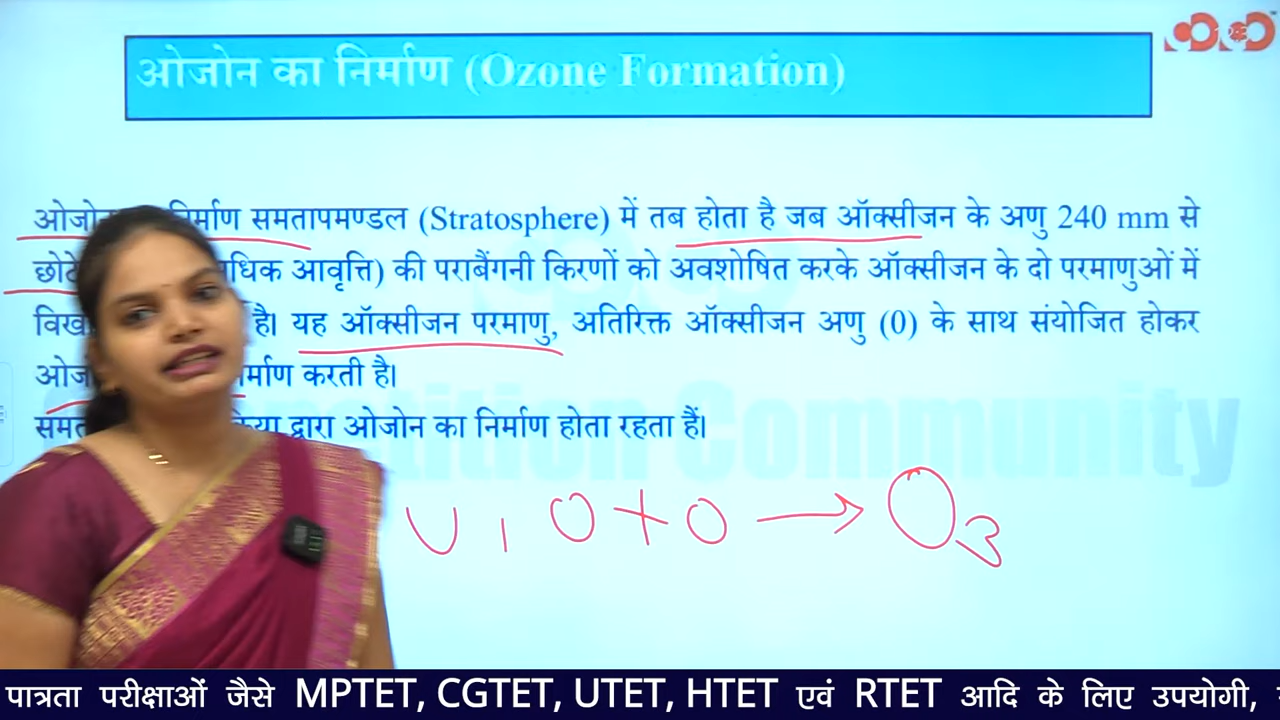 ओजोन का निर्माण (Ozone Formation)
निर्माण समतापमण्डल (Stratosphere) में तब होता है जब ऑक्सीजन के अणु 240 mm से
छोटे आवृत्ति) की पराबैंगनी किरणों को अवशोषित करके ऑक्सीजन के दो परमाणुओं में
है। यह ऑक्सीजन परमाणु, अतिरिक्त ऑक्सीजन अणु (0) के साथ संयोजित होकर
करती है।
द्वारा ओजोन का निर्माण होता रहता हैं।
Community
O + O → O3
पात्रता परीक्षाओं जैसे MPTET, CGTET, UTET, HTET एवं RTET आदि के लिए उपयोगी,